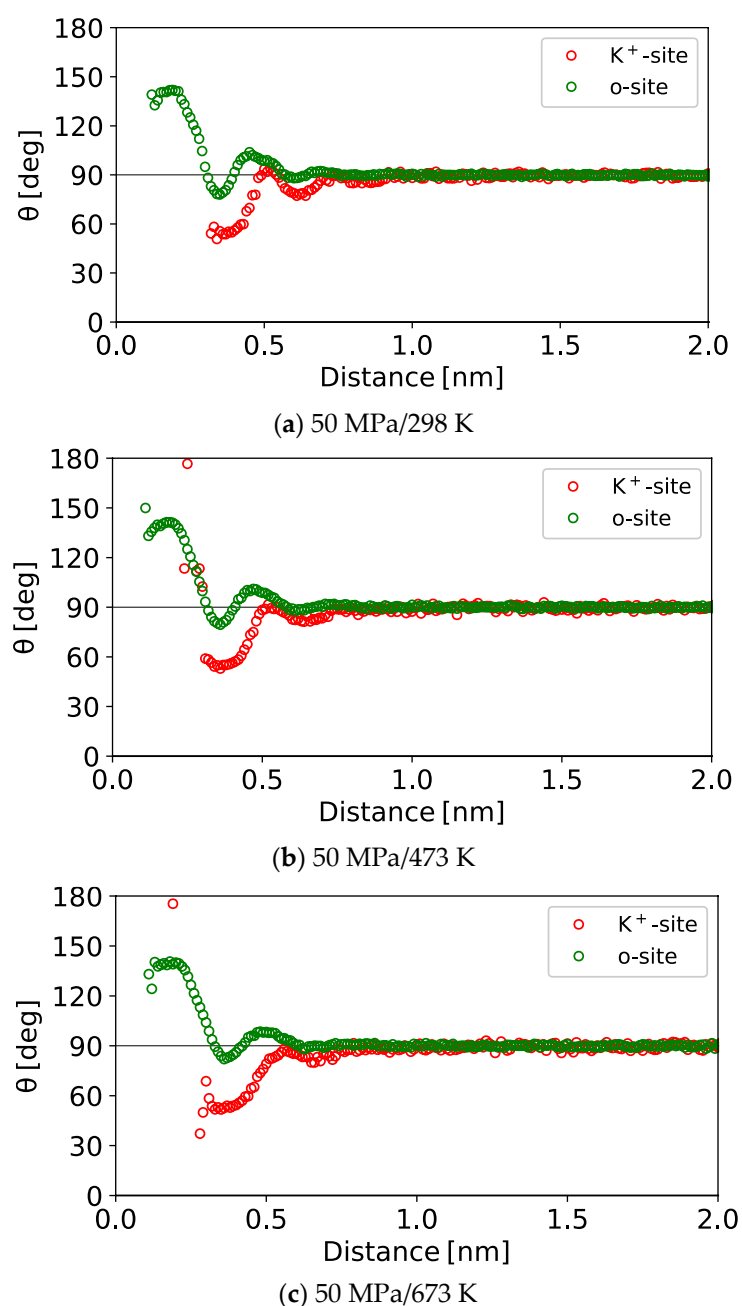 180
150
120
90
60
30
0
θ [deg]
K+-site
o-site
0.0 0.5 1.0 1.5 2.0
Distance [nm]
(a) 50 MPa/298 K
180
150
120
90
60
30
0
θ [deg]
K+-site
o-site
0.0 0.5 1.0 1.5 2.0
Distance [nm]
(b) 50 MPa/473 K
180
150
120
90
60
30
0
θ [deg]
K+-site
o-site
0.0 0.5 1.0 1.5 2.0
Distance [nm]
(c) 50 MPa/673 K